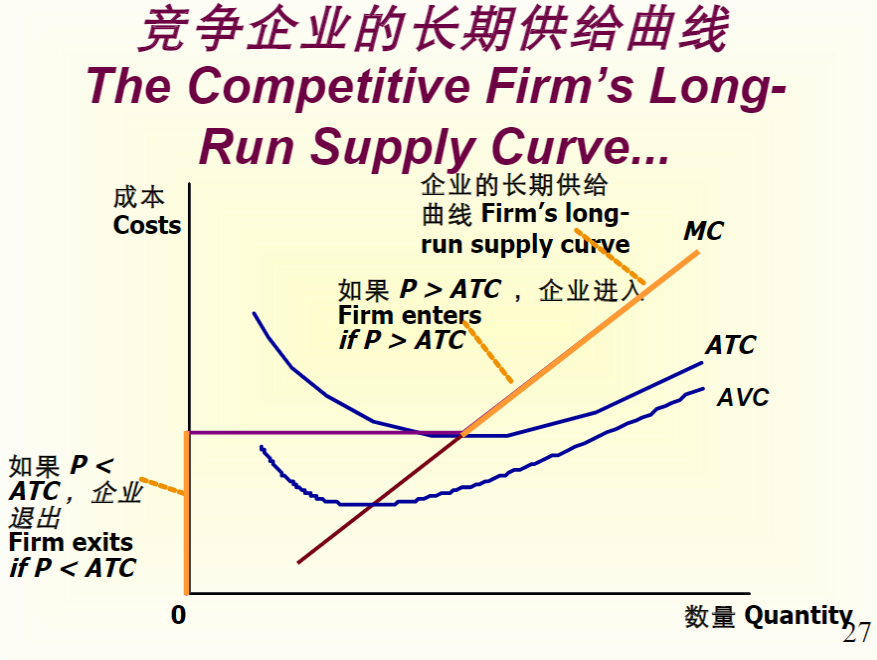 竞争企业的长期供给曲线
The Competitive Firm’s Long-
Run Supply Curve...
成本
Costs
企业的长期供给
曲线 Firm’s long-
run supply curve
MC
如果 P > ATC ，企业进入
Firm enters
if P > ATC
ATC
AVC
如果 P <
ATC ，企业
退出
Firm exits
if P < ATC
0
数量 Quantity
27